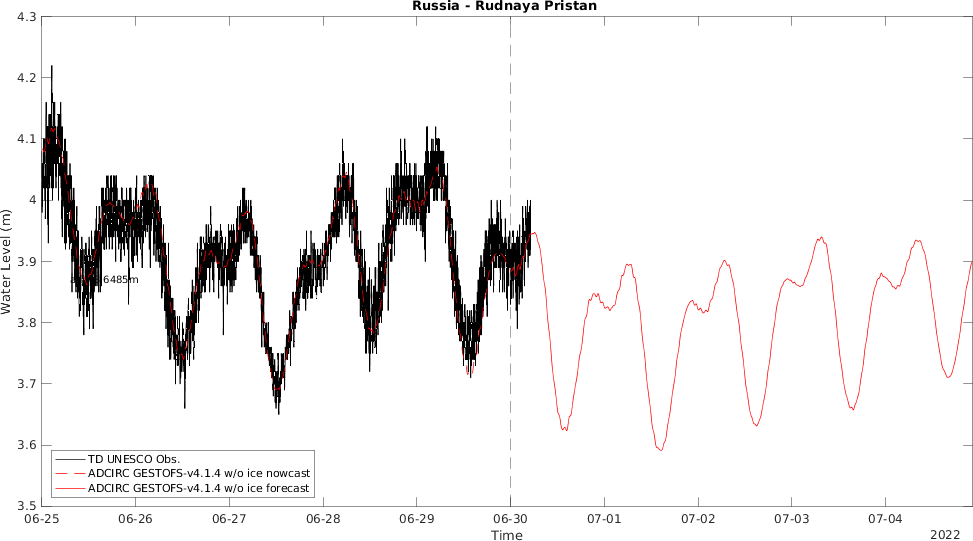 Russia - Rudnaya Pristan
Water Level (m)
4.3
4.2
4.1
4
3.9
3.8
3.7
3.6
3.5
6485m
TD UNESCO Obs.
ADCIRC GESTOFS-v4.1.4 w/o ice nowcast
ADCIRC GESTOFS-v4.1.4 w/o ice forecast
06-25 06-26 06-27 06-28 06-29 06-30 07-01 07-02 07-03 07-04
Time
2022